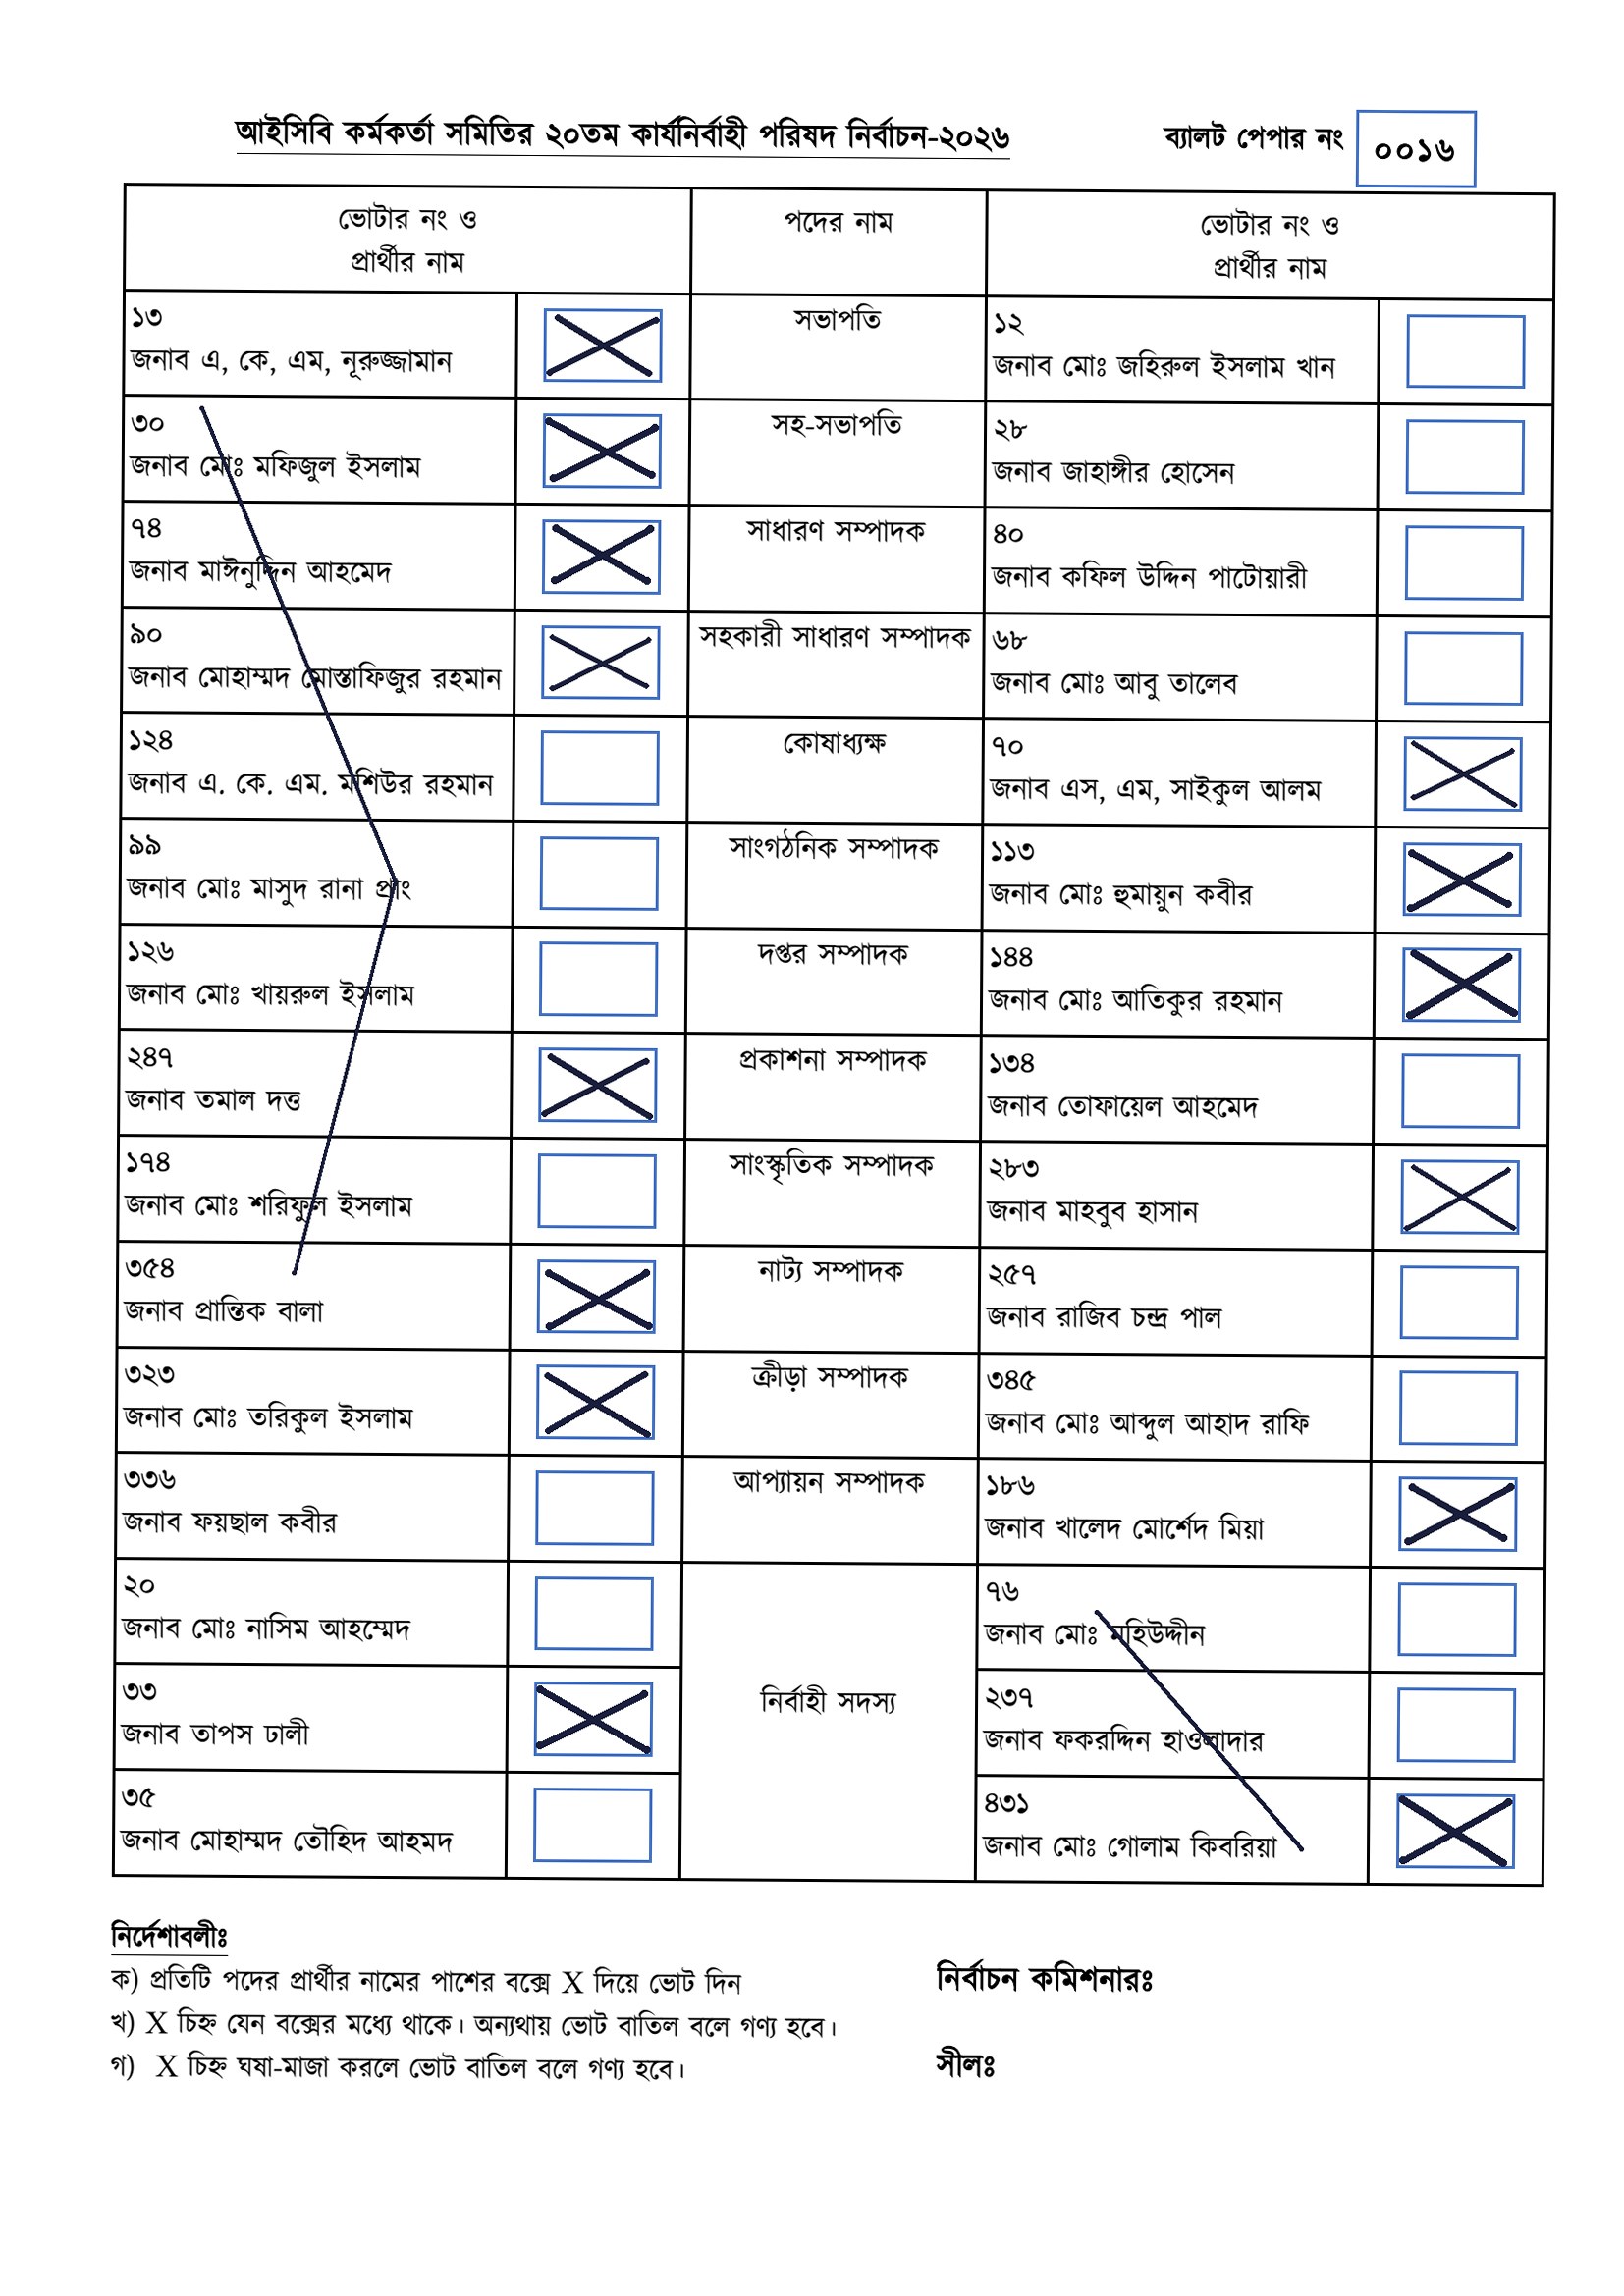 আইসিবি কর্মকর্তা সমিতির ২০তম কার্যনির্বাহী পরিষদ নির্বাচন-২০২৬ ব্যালট পেপার নং ০০১৬
ভোটার নং ও পদের নাম ভোটার নং ও
প্রার্থীর নাম প্রার্থীর নাম
১৩ সভাপতি ১২
জনাব এ, কে, এম, নূরুজ্জামান X জনাব মোঃ জহিরুল ইসলাম খান
৩০ সহ-সভাপতি ২৮
জনাব মোঃ মফিজুল ইসলাম X জনাব জাহাঙ্গীর হোসেন
৭৪ সাধারণ সম্পাদক ৪০
জনাব মাঈনুদ্দিন আহমেদ X জনাব কফিল উদ্দিন পাটোয়ারী
৯০ সহকারী সাধারণ সম্পাদক ৬৮
জনাব মোহাম্মদ মোস্তাফিজুর রহমান X জনাব মোঃ আবু তালেব
১২৪ কোষাধ্যক্ষ ৭০
জনাব এ. কে. এম. মশিউর রহমান জনাব এস, এম, সাইকুল আলম X
৯৯ সাংগঠনিক সম্পাদক ১১৩
জনাব মোঃ মাসুদ রানা প্রাং জনাব মোঃ হুমায়ুন কবীর X
১২৬ দপ্তর সম্পাদক ১৪৪
জনাব মোঃ খায়রুল ইসলাম জনাব মোঃ আতিকুর রহমান X
২৪৭ প্রকাশনা সম্পাদক ১৩৪
জনাব তমাল দত্ত X জনাব তোফায়েল আহমেদ
১৭৪ সাংস্কৃতিক সম্পাদক ২৮৩
জনাব মোঃ শরিফুল ইসলাম জনাব মাহবুব হাসান X
৩৫৪ নাট্য সম্পাদক ২৫৭
জনাব প্রান্তিক বালা X জনাব রাজিব চন্দ্র পাল
৩২৩ ক্রীড়া সম্পাদক ৩৪৫
জনাব মোঃ তরিকুল ইসলাম X জনাব মোঃ আব্দুল আহাদ রাফি
৩৩৬ আপ্যায়ন সম্পাদক ১৮৬
জনাব ফয়ছাল কবীর জনাব খালেদ মোর্শেদ মিয়া X
২০ ৭৬
জনাব মোঃ নাসিম আহম্মেদ জনাব মোঃ মহিউদ্দীন
৩৩ নির্বাহী সদস্য ২৩৭
জনাব তাপস ঢালী X জনাব ফকরদ্দিন হাওলাদার
৩৫ ৪৩১
জনাব মোহাম্মদ তৌহিদ আহমদ জনাব মোঃ গোলাম কিবরিয়া X
নির্দেশাবলীঃ
ক) প্রতিটি পদের প্রার্থীর নামের পাশের বক্সে X দিয়ে ভোট দিন
নির্বাচন কমিশনারঃ
খ) X চিহ্ন যেন বক্সের মধ্যে থাকে। অন্যথায় ভোট বাতিল বলে গণ্য হবে।
গ) X চিহ্ন ঘষা-মাজা করলে ভোট বাতিল বলে গণ্য হবে।
সীলঃ